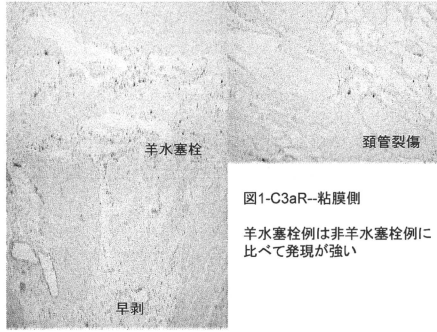 羊水塞栓
頚管裂傷
図1-C3aR--粘膜側
羊水塞栓例は非羊水塞栓例に
比べて発現が強い
早剥